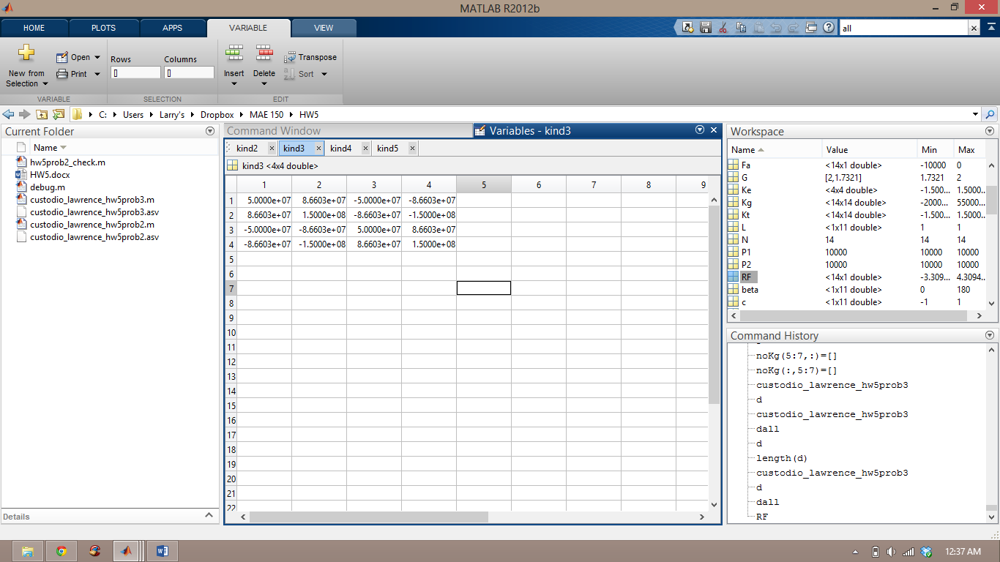 MATLAB R2012b
HOME PLOTS APPS VARIABLE VIEW
all
New from Selection
Open
Print
Rows
Columns
[]
[]
Insert
Delete
Transpose
Sort
VARIABLE SELECTION EDIT
C: Users Larry's Dropbox MAE 150 HW5
Current Folder
Name
hw5prob2_check.m
HW5.docx
debug.m
custodio_lawrence_hw5prob3.m
custodio_lawrence_hw5prob3.asv
custodio_lawrence_hw5prob2.m
custodio_lawrence_hw5prob2.asv
Details
Command Window
Variables - kind3
kind2 kind3 kind4 kind5
kind3 <4x4 double>
1 2 3 4 5 6 7 8 9
1 5.0000e+07 8.6603e+07 -5.0000e+07 -8.6603e+07
2 8.6603e+07 1.5000e+08 -8.6603e+07 -1.5000e+08
3 -5.0000e+07 -8.6603e+07 5.0000e+07 8.6603e+07
4 -8.6603e+07 -1.5000e+08 8.6603e+07 1.5000e+08
5
6
7
8
9
10
11
12
13
14
15
16
17
18
19
20
21
22
Workspace
Name Value Min Max
Fa <14x1 double> -10000 0
G [2,1.7321] 1.7321 2
Ke <4x4 double> -1.500... 1.5000...
Kg <14x14 double> -2000... 55000...
Kt <14x14 double> -1.500... 1.5000...
L <1x11 double> 1 1
N 14 14 14
P1 10000 10000 10000
P2 10000 10000 10000
RF <14x1 double> -3.309... 4.3094...
beta <1x11 double> 0 180
c <1x11 double> -1 1
Command History
noKg(5:7,:)=[]
noKg(:,5:7)=[]
custodio_lawrence_hw5prob3
d
custodio_lawrence_hw5prob3
dall
d
length(d)
custodio_lawrence_hw5prob3
d
dall
RF
12:37 AM